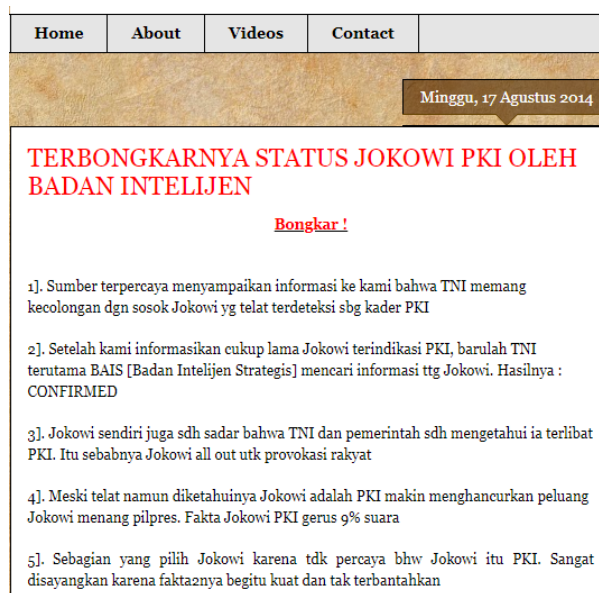 Home About Videos Contact
Minggu, 17 Agustus 2014
TERBONGKARNYA STATUS JOKOWI PKI OLEH
BADAN INTELIJEN
Bongkar !
1]. Sumber terpercaya menyampaikan informasi ke kami bahwa TNI memang
kecolongan dgn sosok Jokowi yg telat terdeteksi sbg kader PKI
2]. Setelah kami informasikan cukup lama Jokowi terindikasi PKI, barulah TNI
terutama BAIS [Badan Intelijen Strategis] mencari informasi ttg Jokowi. Hasilnya :
CONFIRMED
3]. Jokowi sendiri juga sdh sadar bahwa TNI dan pemerintah sdh mengetahui ia terlibat
PKI. Itu sebabnya Jokowi all out utk provokasi rakyat
4]. Meski telat namun diketahuinya Jokowi adalah PKI makin menghancurkan peluang
Jokowi menang pilpres. Fakta Jokowi PKI gerus 9% suara
5]. Sebagian yang pilih Jokowi karena tdk percaya bhw Jokowi itu PKI. Sangat
disayangkan karena fakta2nya begitu kuat dan tak terbantahkan